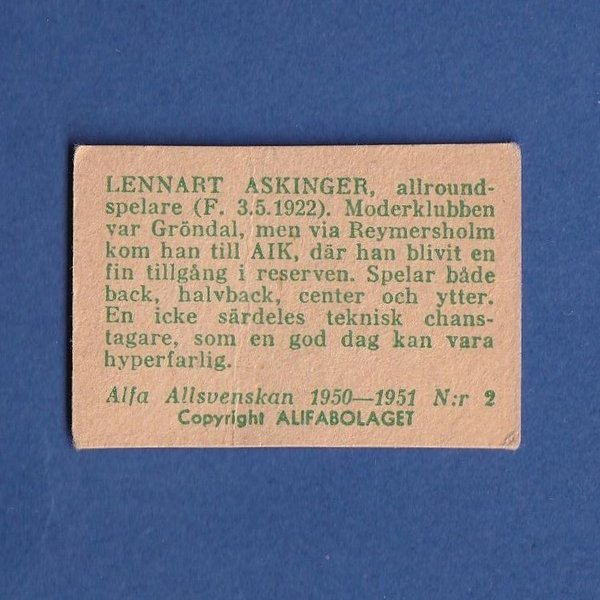 LENNART ASKINGER, allround-
spelare (F. 3.5.1922). Moderklubben
var Gröndal, men via Reymersholm
kom han till AIK, där han blivit en
fin tillgång i reserven. Spelar både
back, halvback, center och ytter.
En icke särdeles teknisk chans-
tagare, som en god dag kan vara
hyperfarlig.
Alfa Allsvenskan 1950—1951 N:r 2
Copyright ALIFABOLAGET